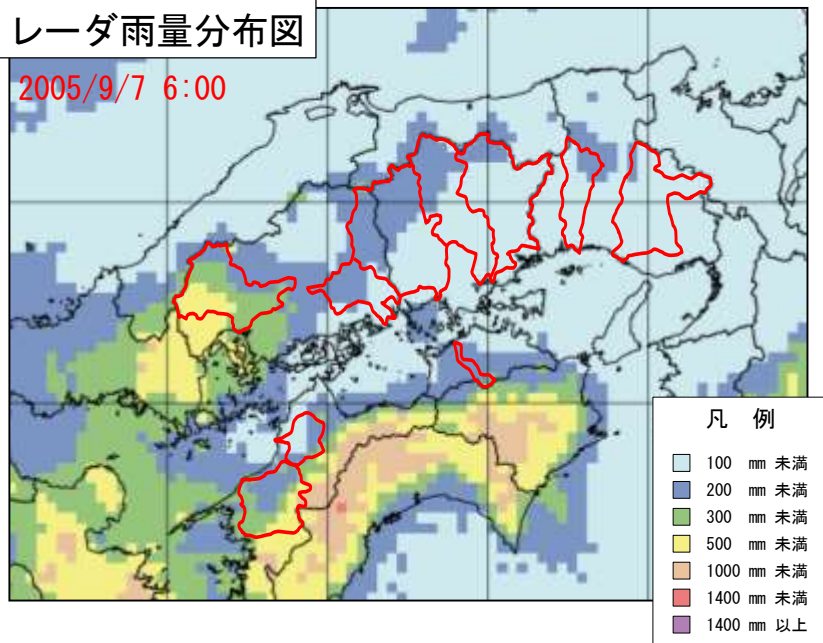 レーダ雨量分布図
2005/9/7 6:00
凡 例
100 mm 未満
200 mm 未満
300 mm 未満
500 mm 未満
1000 mm 未満
1400 mm 未満
1400 mm 以上